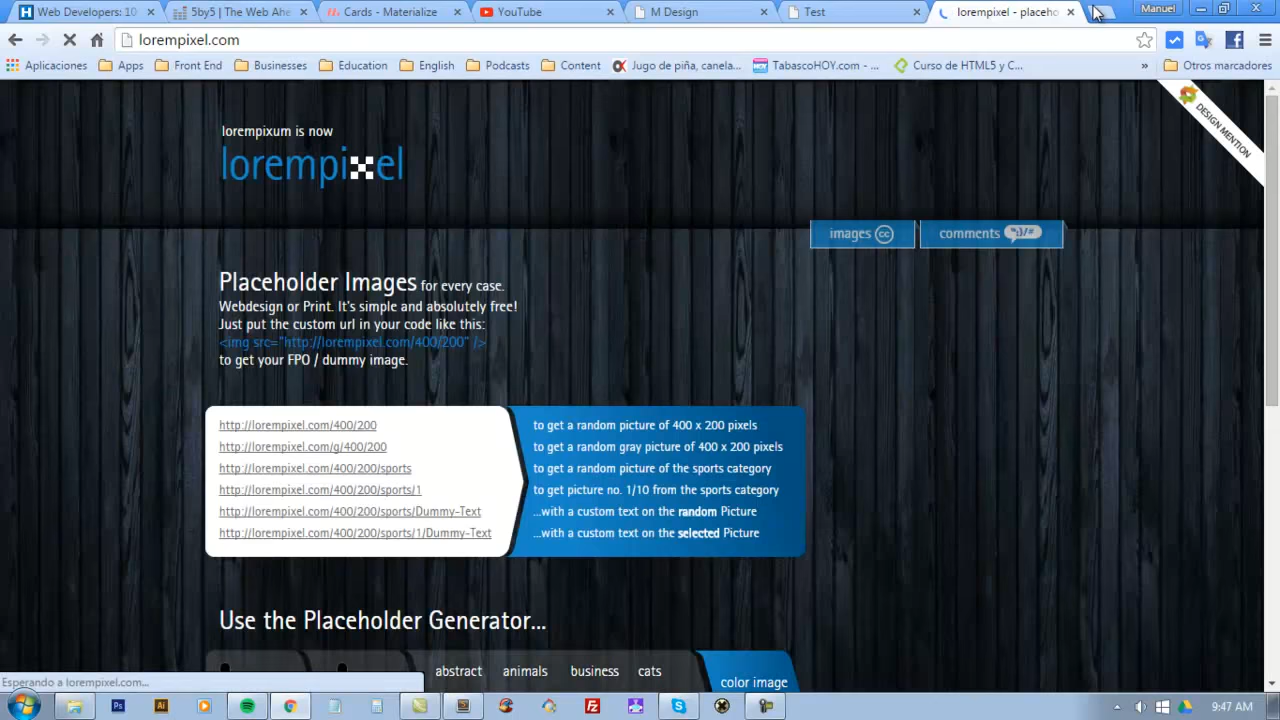 Web Developers: 10
5by5 | The Web Ahe
Cards - Materialize
YouTube
M Design
Test
lorempixel - placeho
Manuel
lorempixel.com
Aplicaciones
Apps
Front End
Businesses
Education
English
Podcasts
Content
Jugo de piña, canela...
TabascoHOY.com - ...
Curso de HTML5 y C...
»
Otros marcadores
DESIGN MENTION
lorempixum is now
lorempixel
images cc
comments
Placeholder Images for every case.
Webdesign or Print. It's simple and absolutely free!
Just put the custom url in your code like this:
<img src="http://lorempixel.com/400/200" />
to get your FPO / dummy image.
http://lorempixel.com/400/200 to get a random picture of 400 x 200 pixels
http://lorempixel.com/g/400/200 to get a random gray picture of 400 x 200 pixels
http://lorempixel.com/400/200/sports to get a random picture of the sports category
http://lorempixel.com/400/200/sports/1 to get picture no. 1/10 from the sports category
http://lorempixel.com/400/200/sports/Dummy-Text ...with a custom text on the random Picture
http://lorempixel.com/400/200/sports/1/Dummy-Text ...with a custom text on the selected Picture
Use the Placeholder Generator...
abstract animals business cats
color image
Esperando a lorempixel.com...
9:47 AM